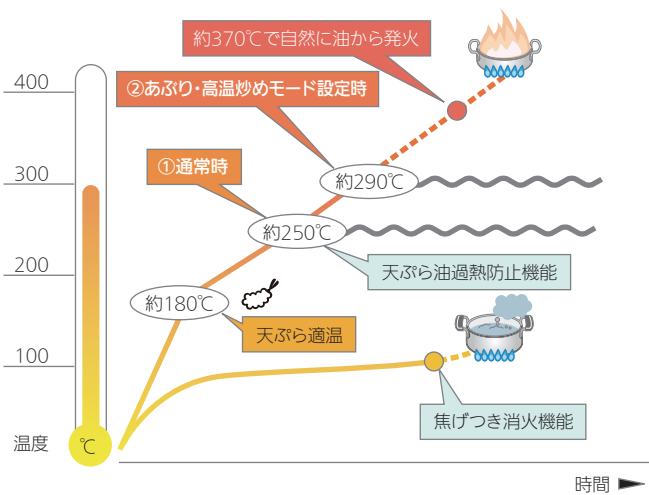 約370℃で自然に油から発火
②あぶり・高温炒めモード設定時
400
①通常時
300
約290℃
約250℃
200
天ぷら油過熱防止機能
約180℃
天ぷら適温
100
焦げつき消火機能
温度
℃
時間